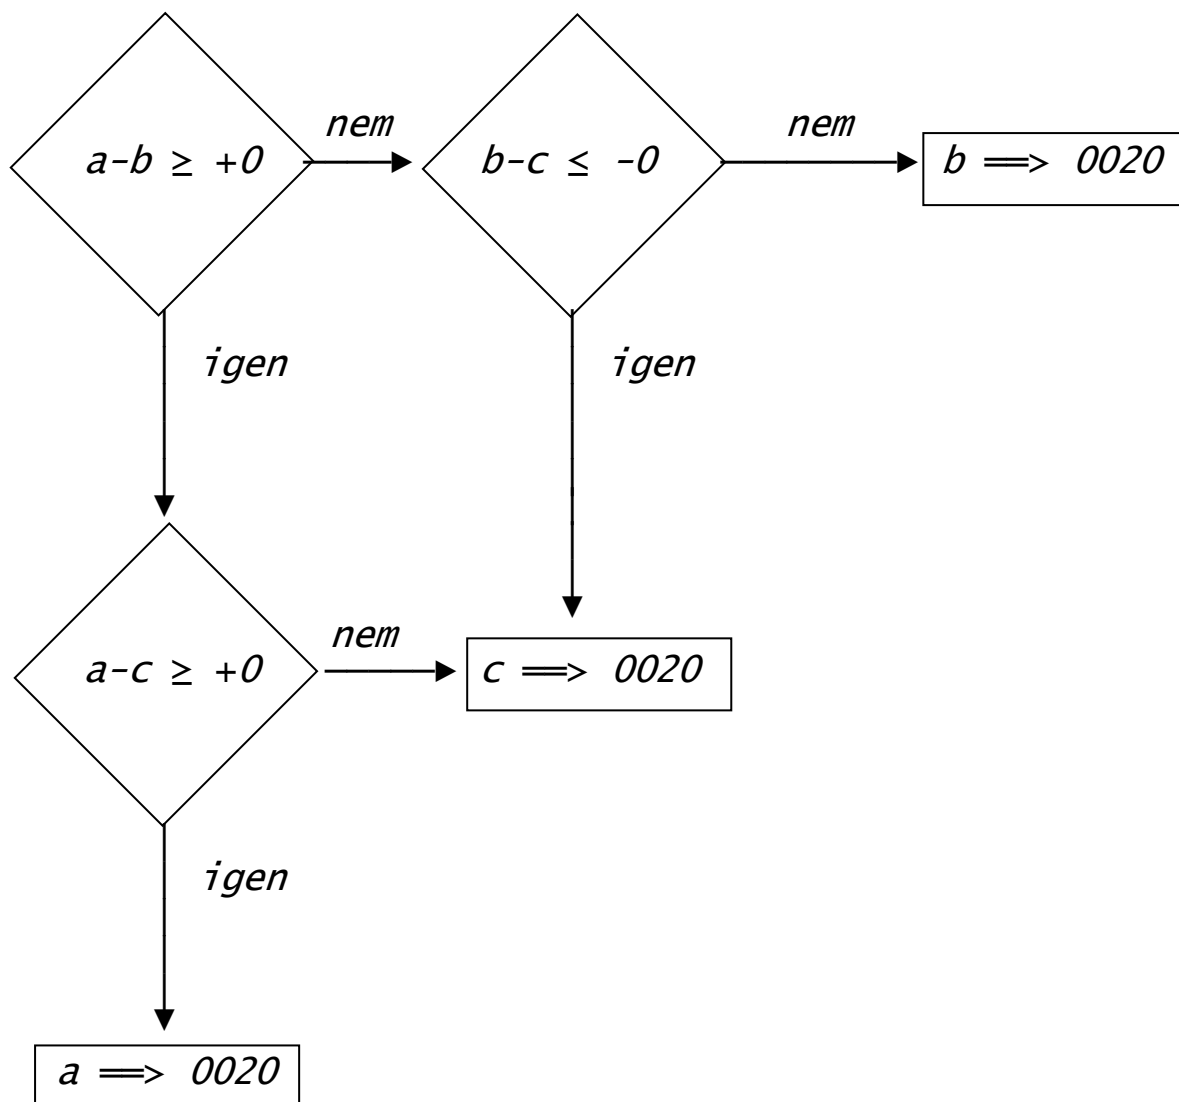 a-b ≥ +0
nem
b-c ≤ -0
nem
b ==> 0020
igen
igen
a-c ≥ +0
nem
c ==> 0020
igen
a ==> 0020